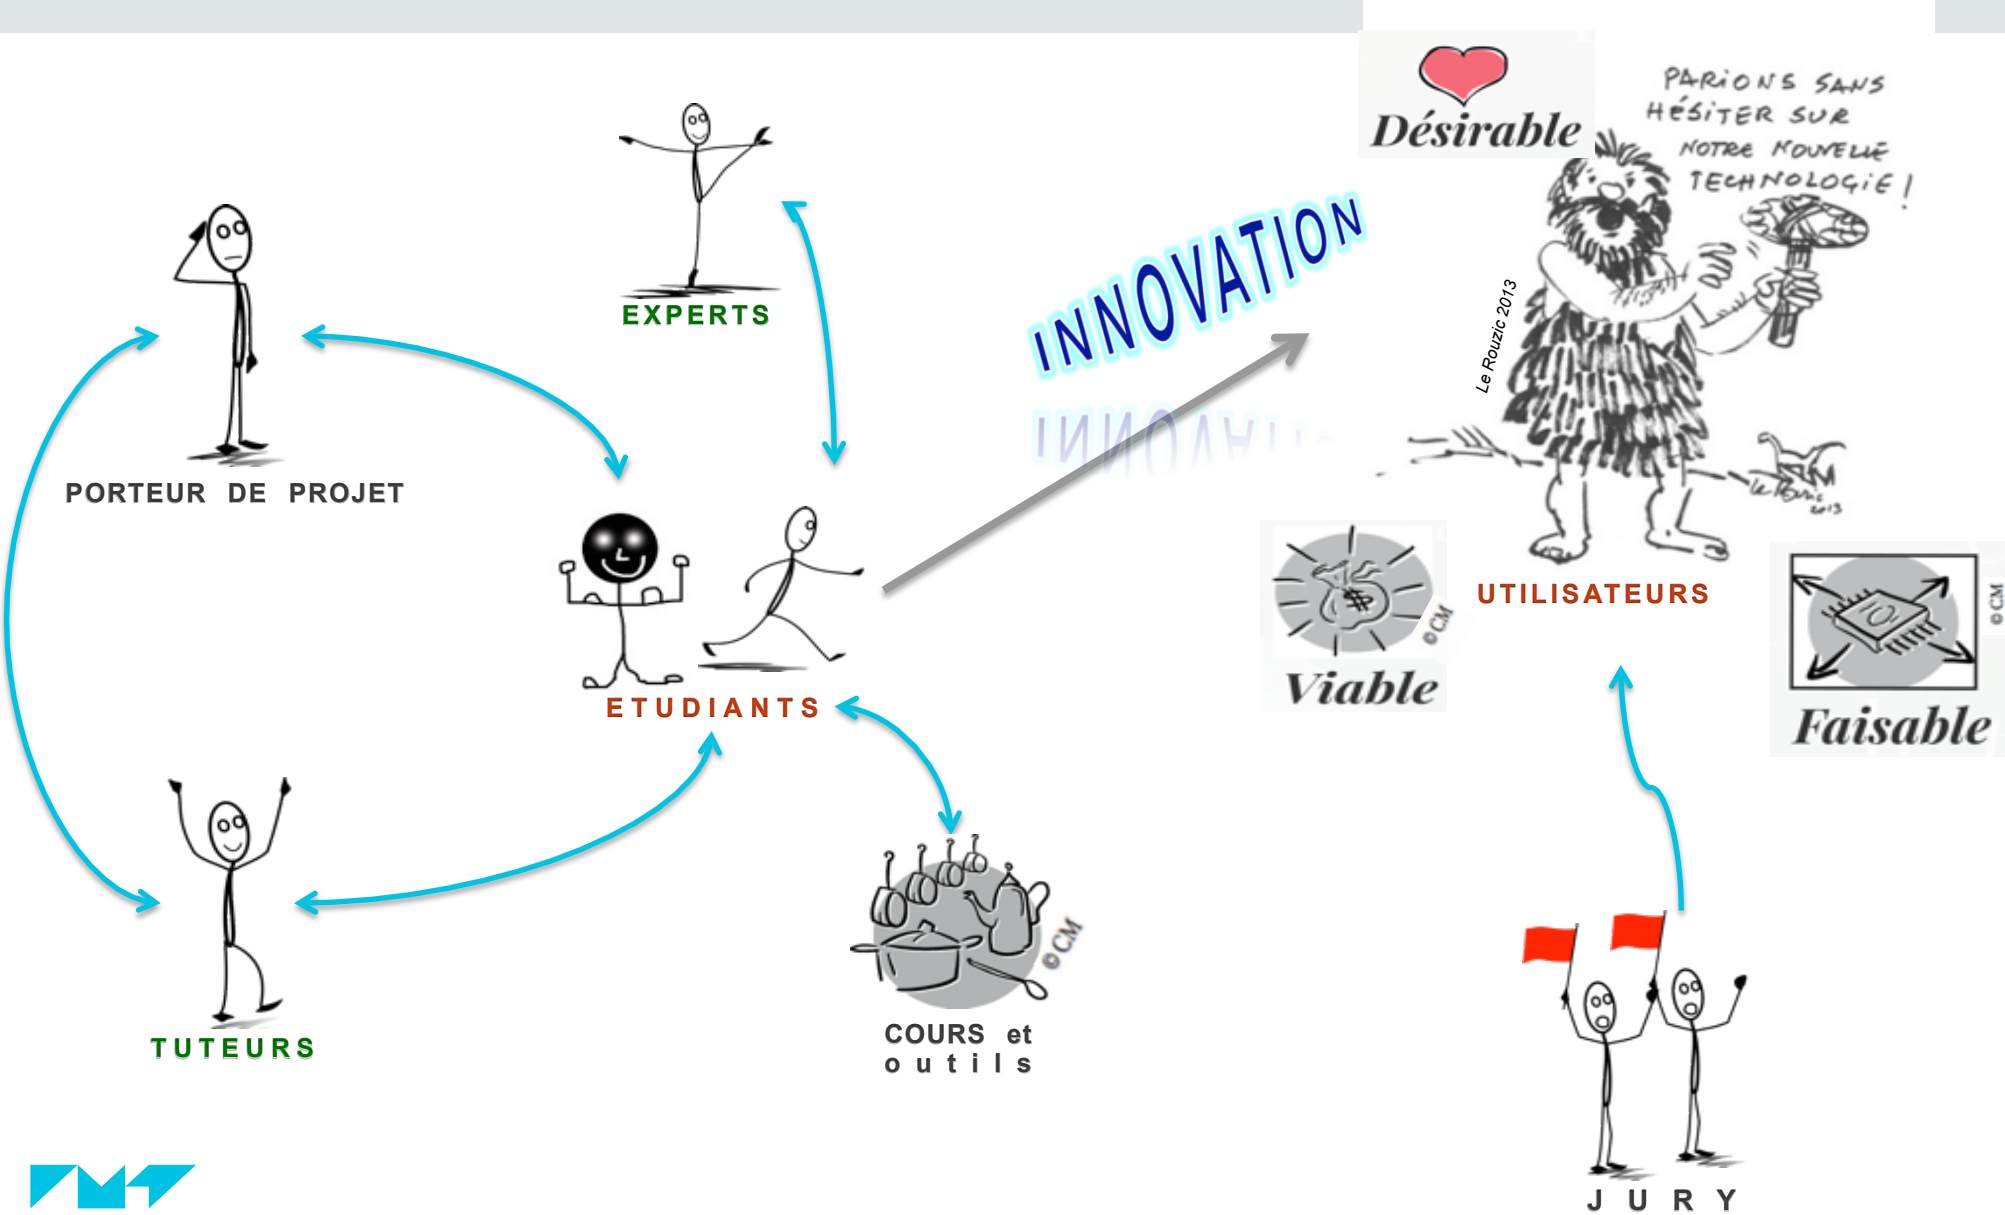 Désirable
PARIONS SANS
HÉSITER SUR
NOTRE NOUVELLE
TECHNOLOGIE !
EXPERTS
INNOVATION
Le Rouzic 2013
PORTEUR DE PROJET
UTILISATEURS
© CM
Viable
© CM
Faisable
ETUDIANTS
© CM
COURS et
outils
TUTEURS
JURY